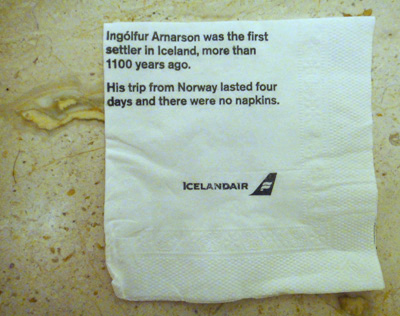 Ingólfur Arnarson was the first
settler in Iceland, more than
1100 years ago.
His trip from Norway lasted four
days and there were no napkins.
ICELANDAIR